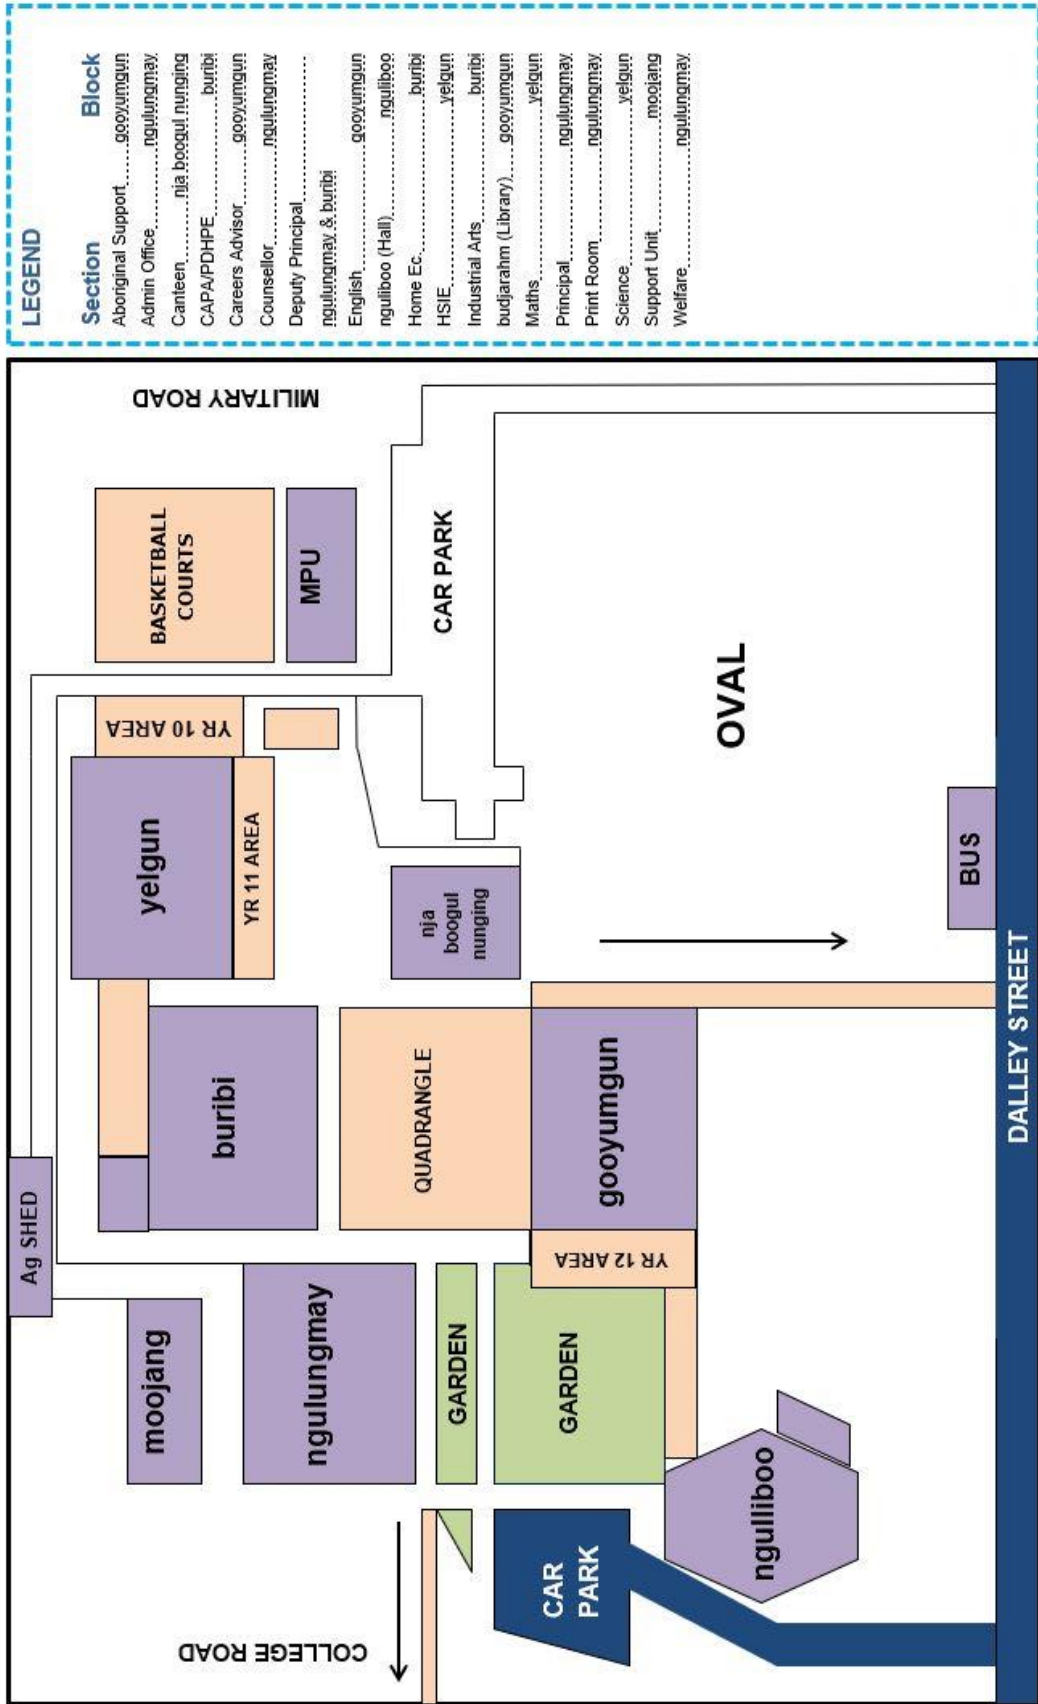 LEGEND
Section Block
Aboriginal Support gooyumgun
Admin Office ngulungmay
Canteen nja boogul nunging
CAPA/PDHPE buribi
Careers Advisor gooyumgun
Counsellor ngulungmay
Deputy Principal
ngulungmay & buribi
English gooyumgun
nguliboo (Hall) nguliboo
Home Ec. buribi
HSIE yelgun
Industrial Arts buribi
budjarahm (Library) gooyumgun
Maths yelgun
Principal ngulungmay
Print Room ngulungmay
Science yelgun
Support Unit moojang
Welfare ngulungmay
Ag SHED
moojang
buribi
yelgun
YR 10 AREA
BASKETBALL
COURTS
MILITARY ROAD
COLLEGE ROAD
ngulungmay
YR 11 AREA
MPU
GARDEN
QUADRANGLE
nja
boogul
nunging
CAR PARK
CAR
PARK
GARDEN
YR 12 AREA
gooyumgun
ngulliboo
OVAL
BUS
DALLEY STREET